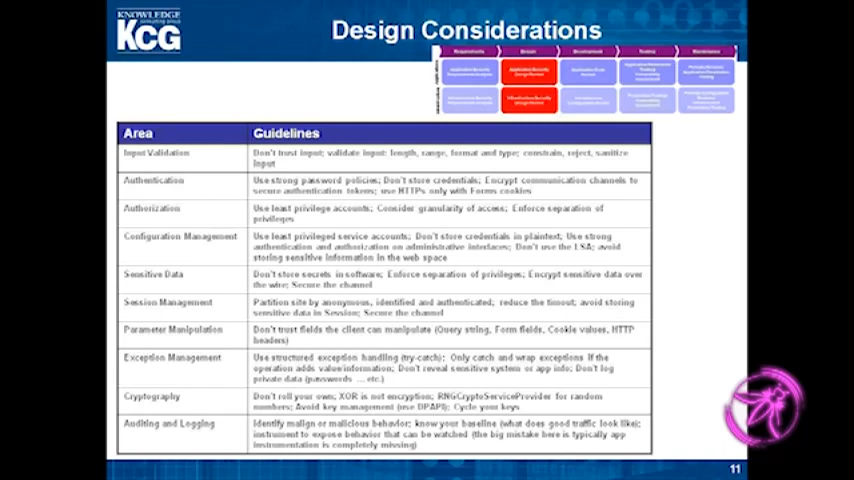 KNOWLEDGE
consulting group
KCG
Design Considerations
Requirements Design Development Testing Maintenance
Area Guidelines
Input Validation Don't trust input; validate input: length, range, format and type; constrain, reject, sanitize
input
Authentication Use strong password policies; Don't store credentials; Encrypt communication channels to
secure authentication tokens; use HTTPs only with Forms cookies
Authorization Use least privilege accounts; Consider granularity of access; Enforce separation of
privileges
Configuration Management Use least privileged service accounts; Don't store credentials in plaintext; Use strong
authentication and authorization on administrative interfaces; Don't use the LSA; avoid
storing sensitive information in the web space
Sensitive Data Don't store secrets in software; Enforce separation of privileges; Encrypt sensitive data over
the wire; Secure the channel
Session Management Partition site by anonymous, identified and authenticated; reduce the timeout; avoid storing
sensitive data in Session; Secure the channel
Parameter Manipulation Don't trust fields the client can manipulate (Query string, Form fields, Cookie values, HTTP
headers)
Exception Management Use structured exception handling (try-catch); Only catch and wrap exceptions if the
operation adds value/information; Don't reveal sensitive system or app info; Don't log
private data (passwords ... etc.)
Cryptography Don't roll your own; XOR is not encryption; RNGCryptoServiceProvider for random
numbers; Avoid key management (use DPAPI); Cycle your keys
Auditing and Logging Identify malign or malicious behavior; know your baseline (what does good traffic look like);
instrument to expose behavior that can be watched (the big mistake here is typically app
instrumentation is completely missing)
11